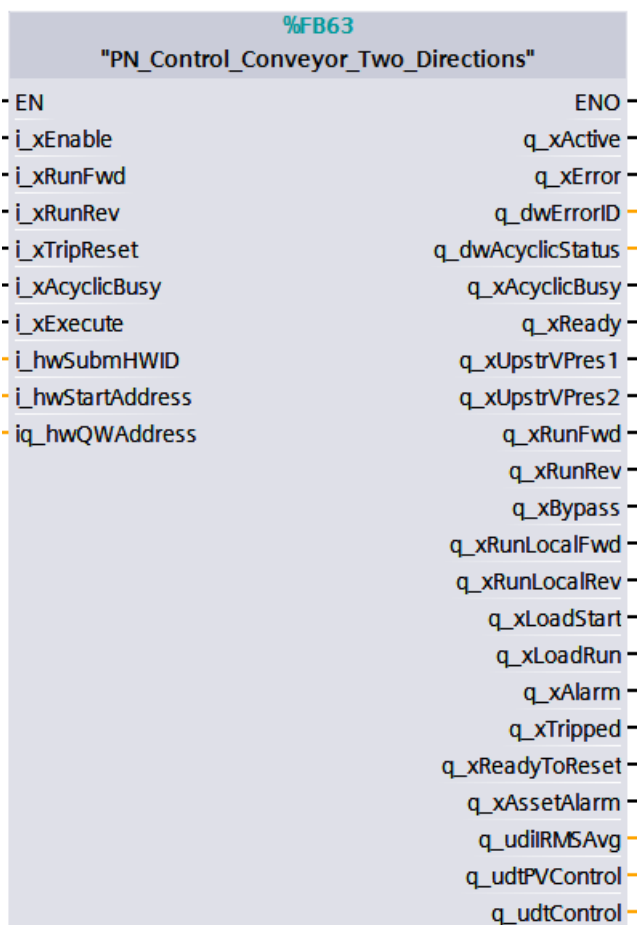 %FB63
"PN_Control_Conveyor_Two_Directions"
EN ENO
i_xEnable q_xActive
i_xRunFwd q_xError
i_xRunRev q_dwErrorID
i_xTripReset q_dwAcyclicStatus
i_xAcyclicBusy q_xAcyclicBusy
i_xExecute q_xReady
i_hwSubmHWID q_xUpstrVPres1
i_hwStartAddress q_xUpstrVPres2
iq_hwQWAddress q_xRunFwd
q_xRunRev
q_xBypass
q_xRunLocalFwd
q_xRunLocalRev
q_xLoadStart
q_xLoadRun
q_xAlarm
q_xTripped
q_xReadyToReset
q_xAssetAlarm
q_udiIRMSAvg
q_udtPVControl
q_udtControl